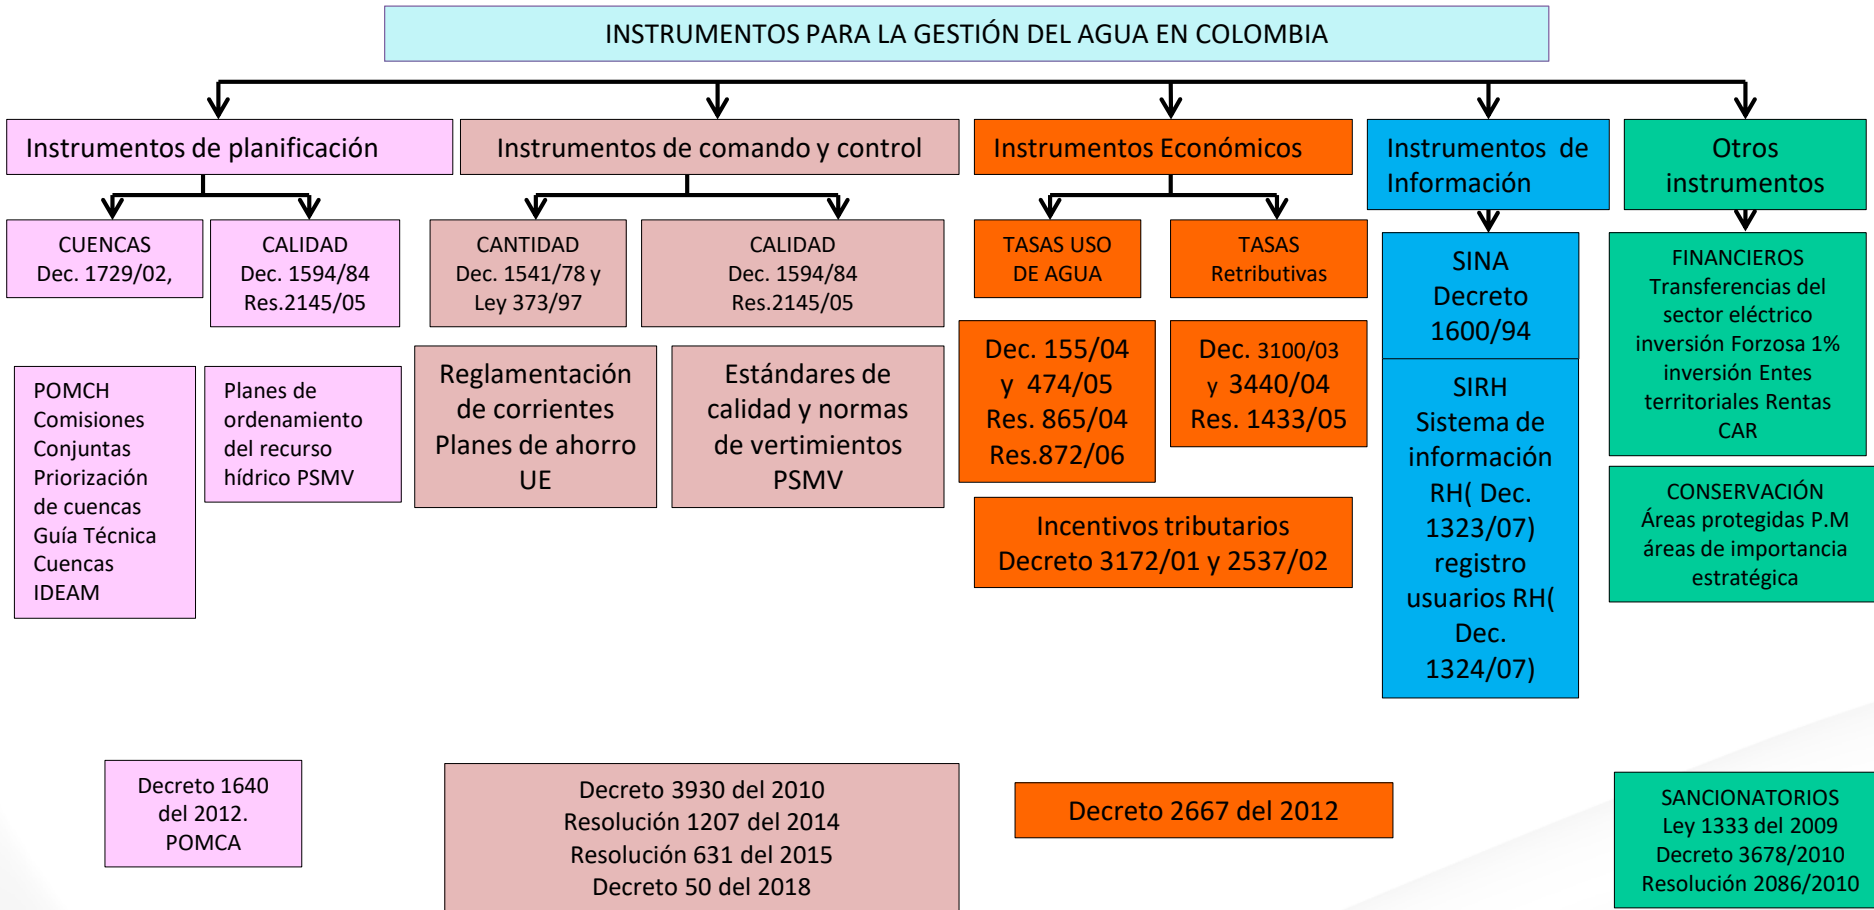 INSTRUMENTOS PARA LA GESTIÓN DEL AGUA EN COLOMBIA
Instrumentos de planificación
CUENCAS
Dec. 1729/02,
CALIDAD
Dec. 1594/84
Res.2145/05
POMCH
Comisiones
Conjuntas
Priorización
de cuencas
Guía Técnica
Cuencas
IDEAM
Planes de
ordenamiento
del recurso
hídrico PSMV
Decreto 1640
del 2012.
POMCA
Instrumentos de comando y control
CANTIDAD
Dec. 1541/78 y
Ley 373/97
CALIDAD
Dec. 1594/84
Res.2145/05
Reglamentación
de corrientes
Planes de ahorro
UE
Estándares de
calidad y normas
de vertimientos
PSMV
Decreto 3930 del 2010
Resolución 1207 del 2014
Resolución 631 del 2015
Decreto 50 del 2018
Instrumentos Económicos
TASAS USO
DE AGUA
TASAS
Retributivas
Dec. 155/04
y 474/05
Res. 865/04
Res.872/06
Dec. 3100/03
y 3440/04
Res. 1433/05
Incentivos tributarios
Decreto 3172/01 y 2537/02
Decreto 2667 del 2012
Instrumentos de
Información
SINA
Decreto
1600/94
SIRH
Sistema de
información
RH( Dec.
1323/07)
registro
usuarios RH(
Dec.
1324/07)
Otros
instrumentos
FINANCIEROS
Transferencias del
sector eléctrico
inversión Forzosa 1%
inversión Entes
territoriales Rentas
CAR
CONSERVACIÓN
Áreas protegidas P.M
áreas de importancia
estratégica
SANCIONATORIOS
Ley 1333 del 2009
Decreto 3678/2010
Resolución 2086/2010